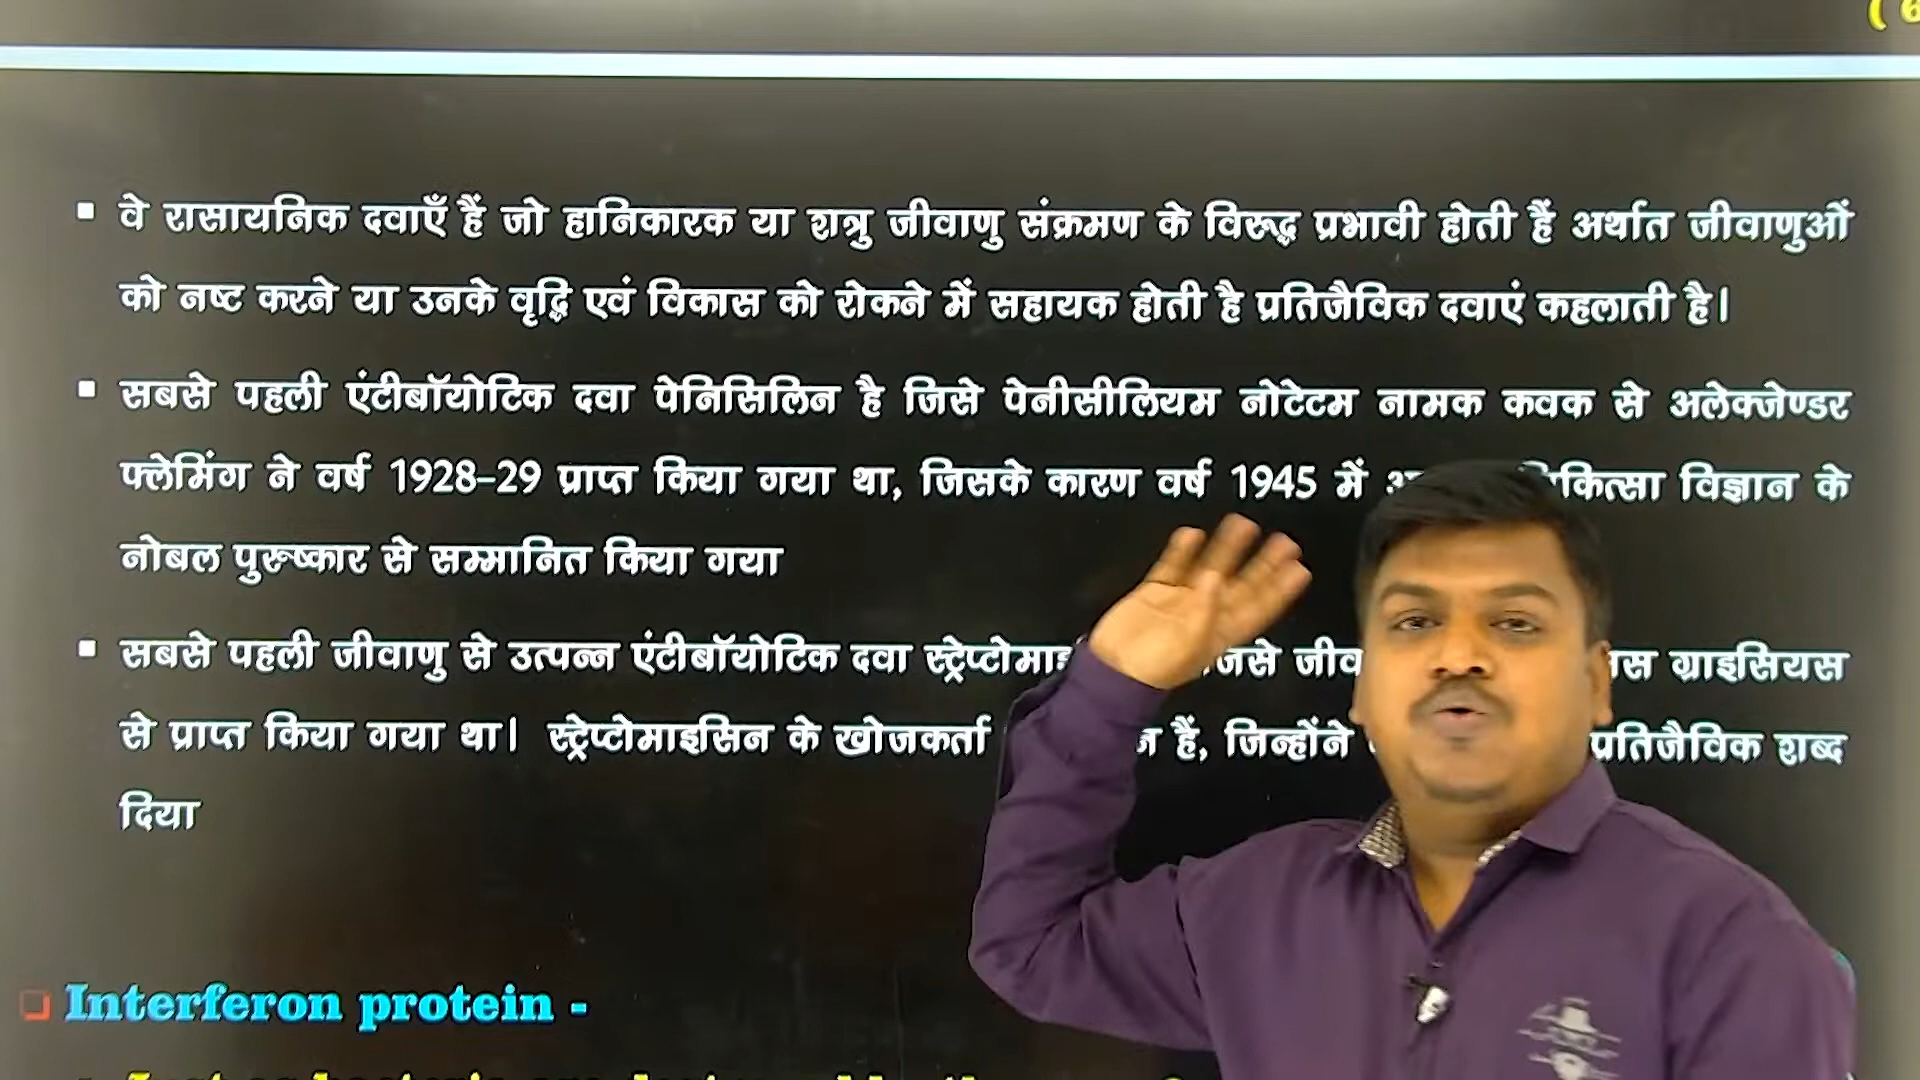 ( 6
▪ वे रासायनिक दवाएँ हैं जो हानिकारक या शत्रु जीवाणु संक्रमण के विरूद्ध प्रभावी होती हैं अर्थात जीवाणुओं
को नष्ट करने या उनके वृद्धि एवं विकास को रोकने में सहायक होती है प्रतिजैविक दवाएं कहलाती है।
▪ सबसे पहली एंटीबॉयोटिक दवा पेनिसिलिन है जिसे पेनीसीलियम नोटेटम नामक कवक से अलेक्जेण्डर
फ्लेमिंग ने वर्ष 1928-29 प्राप्त किया गया था, जिसके कारण वर्ष 1945 में विज्ञान के
नोबल पुरूष्कार से सम्मानित किया गया
▪ सबसे पहली जीवाणु से उत्पन्न एंटीबॉयोटिक दवा ग्राइसियस
से प्राप्त किया गया था। स्ट्रेप्टोमाइसिन के खोजकर्ता हैं, जिन्होंने प्रतिजैविक शब्द
दिया
❑ Interferon protein -